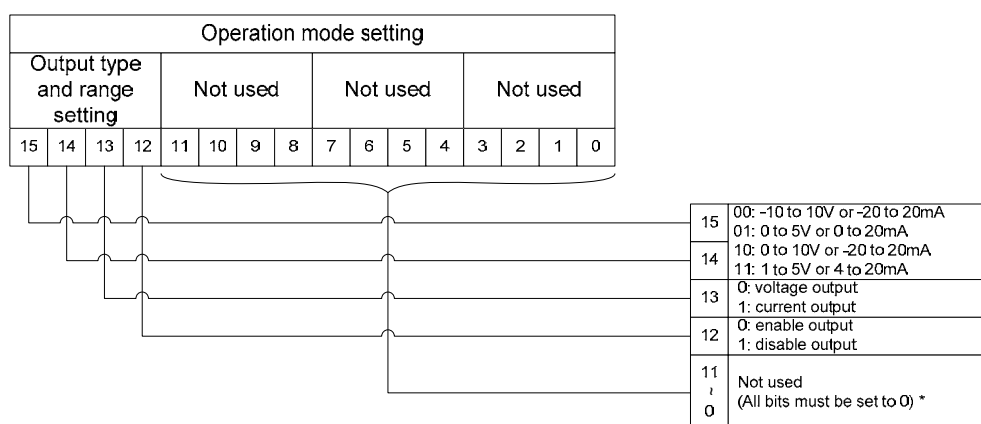 Operation mode setting
Output type
and range
setting
Not used
Not used
Not used
15 14 13 12 11 10 9 8 7 6 5 4 3 2 1 0
15
00: -10 to 10V or -20 to 20mA
01: 0 to 5V or 0 to 20mA
14
10: 0 to 10V or -20 to 20mA
11: 1 to 5V or 4 to 20mA
13
0: voltage output
1: current output
12
0: enable output
1: disable output
11
~
0
Not used
(All bits must be set to 0) *